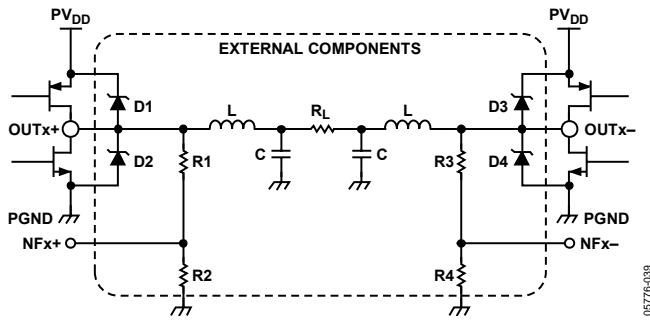 PVDD
PVDD
EXTERNAL COMPONENTS
D1
L
RL
L
D3
OUTx+
OUTx–
D2
R1
C
C
R3
D4
PGND
PGND
NFx+
NFx–
R2
R4
05776-039